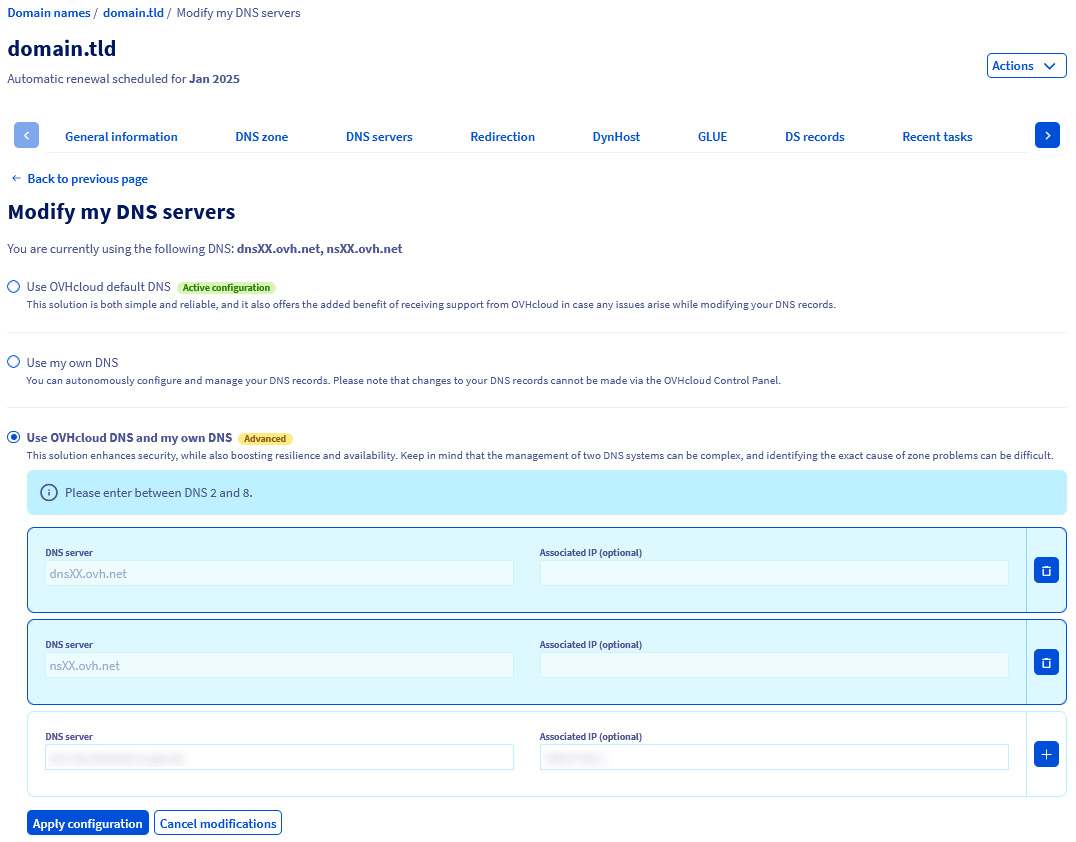 Domain names / domain.tld / Modify my DNS servers
domain.tld
Automatic renewal scheduled for Jan 2025
Actions
General information DNS zone DNS servers Redirection DynHost GLUE DS records Recent tasks
← Back to previous page
Modify my DNS servers
You are currently using the following DNS: dnsXX.ovh.net, nsXX.ovh.net
Use OVHcloud default DNS Active configuration
This solution is both simple and reliable, and it also offers the added benefit of receiving support from OVHcloud in case any issues arise while modifying your DNS records.
Use my own DNS
You can autonomously configure and manage your DNS records. Please note that changes to your DNS records cannot be made via the OVHcloud Control Panel.
Use OVHcloud DNS and my own DNS Advanced
This solution enhances security, while also boosting resilience and availability. Keep in mind that the management of two DNS systems can be complex, and identifying the exact cause of zone problems can be difficult.
Please enter between DNS 2 and 8.
DNS server Associated IP (optional)
dnsXX.ovh.net
DNS server Associated IP (optional)
nsXX.ovh.net
DNS server Associated IP (optional)
Apply configuration Cancel modifications